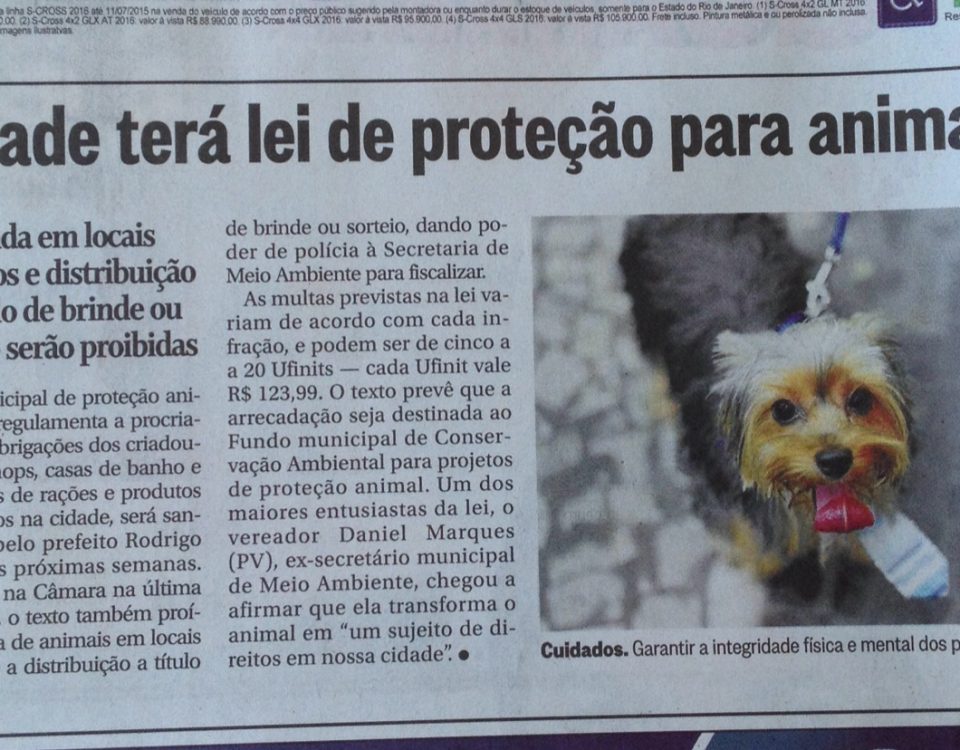 linha S-CROSS 2016 até 11/07/2015 na venda do veículo de acordo com o preço público sugerido pela montadora ou enquanto durar o estoque de veículos, somente para o Estado do Rio de Janeiro. (1) S-Cross 4x2 GL MT 2016
(2) S-Cross 4x2 GLX AT 2016: valor à vista R$ 88.990,00. (3) S-Cross 4x4 GLX 2016: valor à vista R$ 95.900,00. (4) S-Cross 4x4 GLS 2016: valor à vista R$ 105.900,00. Frete incluso. Pintura metálica e ou perolizada não inclusa.
magens ilustrativas.
ade terá lei de proteção para anima
da em locais
os e distribuição
o de brinde ou
serão proibidas
icipal de proteção ani-
regulamenta a procria-
brigações dos criadou-
hops, casas de banho e
s de rações e produtos
os na cidade, será san-
pelo prefeito Rodrigo
s próximas semanas.
na Câmara na última
, o texto também proí-
a de animais em locais
a distribuição a título
de brinde ou sorteio, dando po-
der de polícia à Secretaria de
Meio Ambiente para fiscalizar.
As multas previstas na lei va-
riam de acordo com cada in-
fração, e podem ser de cinco a
a 20 Ufinits — cada Ufinit vale
R$ 123,99. O texto prevê que a
arrecadação seja destinada ao
Fundo municipal de Conser-
vação Ambiental para projetos
de proteção animal. Um dos
maiores entusiastas da lei, o
vereador Daniel Marques
(PV), ex-secretário municipal
de Meio Ambiente, chegou a
afirmar que ela transforma o
animal em “um sujeito de di-
reitos em nossa cidade”. ●
Cuidados. Garantir a integridade física e mental dos p